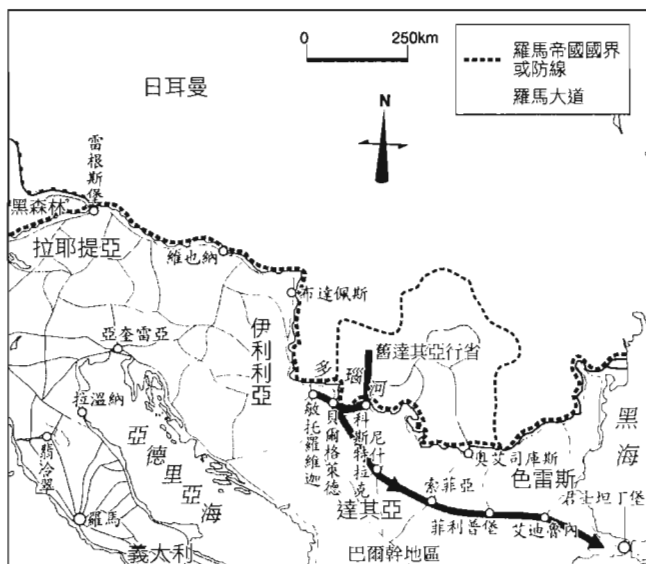 0
250km
羅馬帝國國界
或防線
羅馬大道
N
日耳曼
雷根斯堡
黑森林
拉耶提亞
維也納
布達佩斯
伊利利亞
亞奎雷亞
拉溫納
亞德里亞海
翡冷翠
羅馬
義大利
舊達其亞行省
多瑙河
敏托羅維迦
貝爾格萊德
科斯特拉克
尼什
達其亞
索菲亞
菲利普堡
艾迪魯內
奧艾司庫斯
色雷斯
黑海
君士坦丁堡
巴爾幹地區